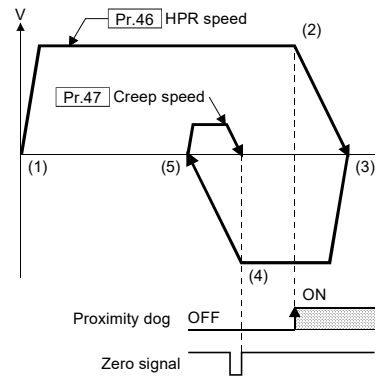 V
Pr.46 HPR speed
(2)
Pr.47 Creep speed
(1)
(5)
(3)
(4)
ON
Proximity dog OFF
Zero signal